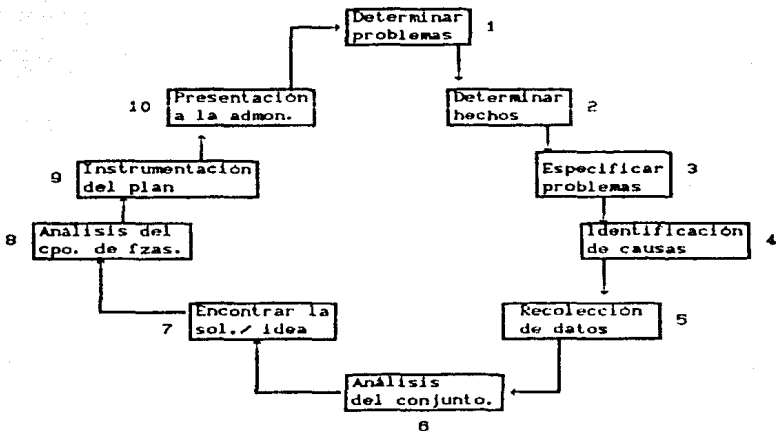 Determinar
problemas
1
Determinar
hechos
2
Especificar
problemas
3
Identificación
de causas
4
Recolección
de datos
5
Análisis
del conjunto.
6
Encontrar la
sol./ idea
7
Análisis del
cpo. de fzas.
8
Instrumentación
del plan
9
Presentación
a la admon.
10